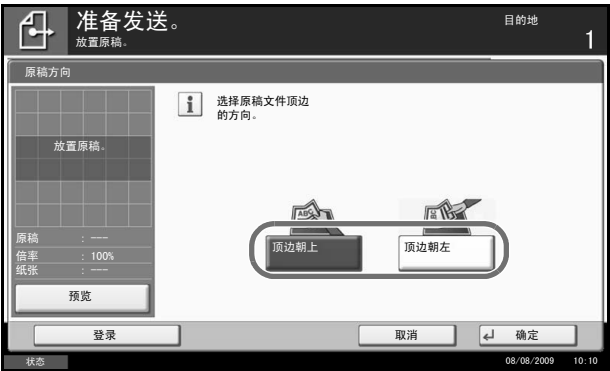 准备发送。
放置原稿。
目的地
1
原稿方向
放置原稿。
i
选择原稿文件顶边
的方向。
ABC
顶边朝上
顶边朝左
原稿 : ---
倍率 : 100%
纸张 : ---
预览
登录
取消
确定
状态
08/08/2009 10:10